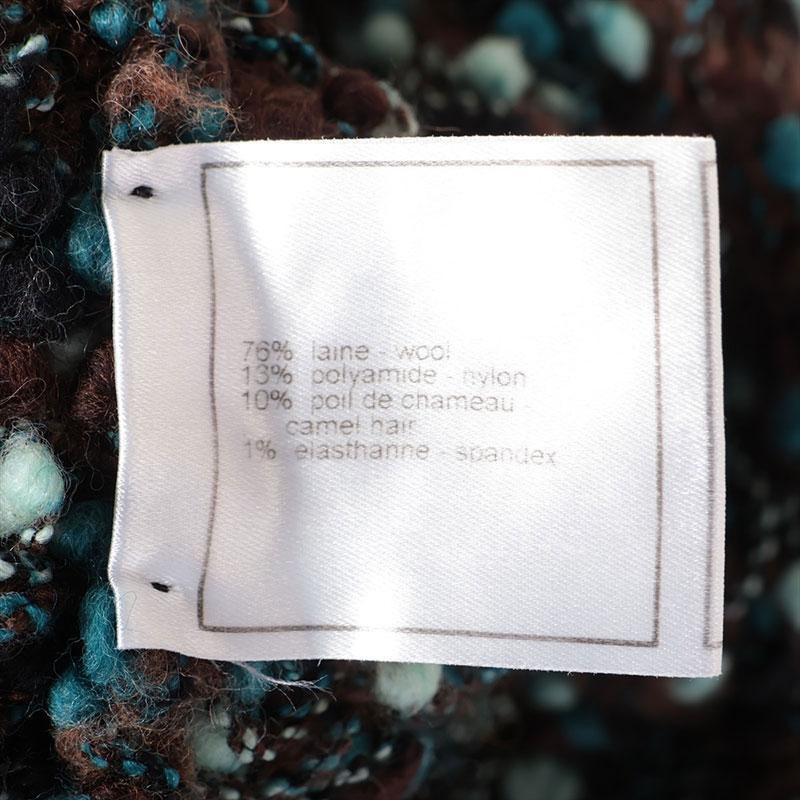 76% laine - wool
13% polyamide - nylon
10% poil de chameau
camel hair
1% elasthanne - spandex